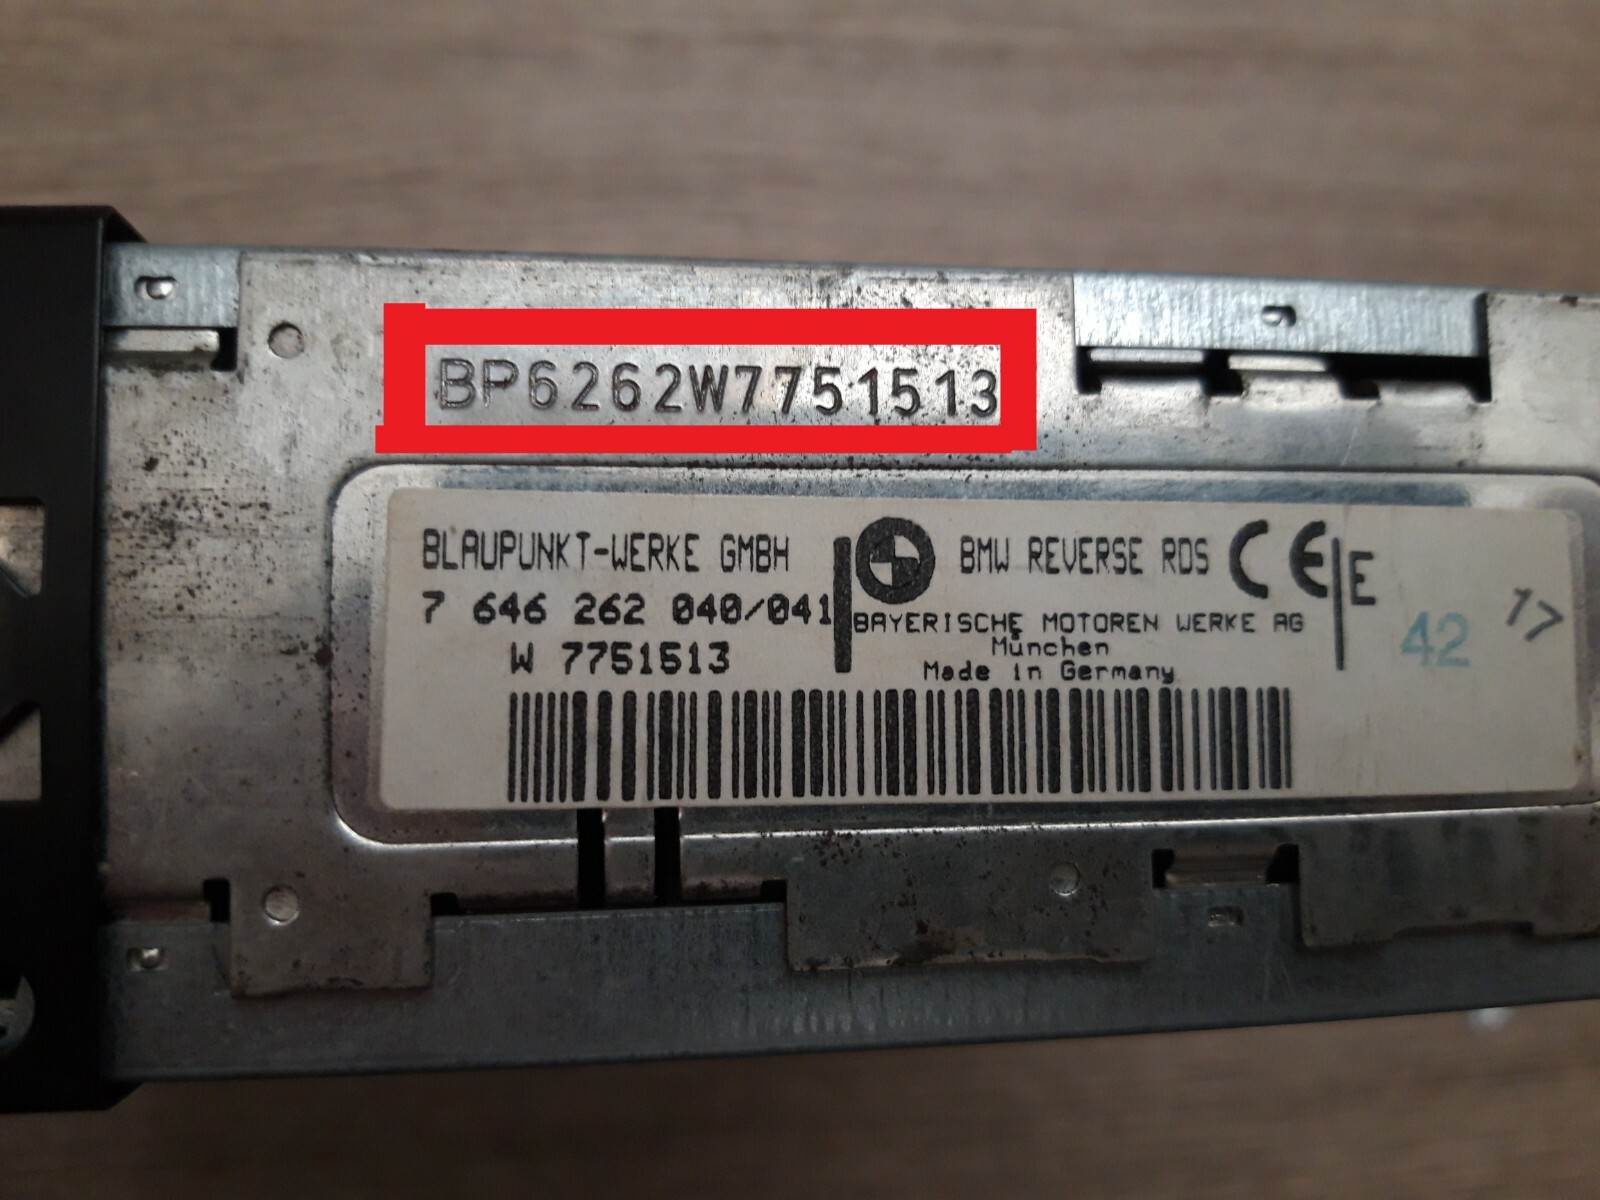 BP6262W7751513
BLAUPUNKT-WERKE GMBH
7 646 262 040/041
W 7751513
BMW REVERSE RDS CE E
BAYERISCHE MOTOREN WERKE AG
München
Made in Germany
42
17